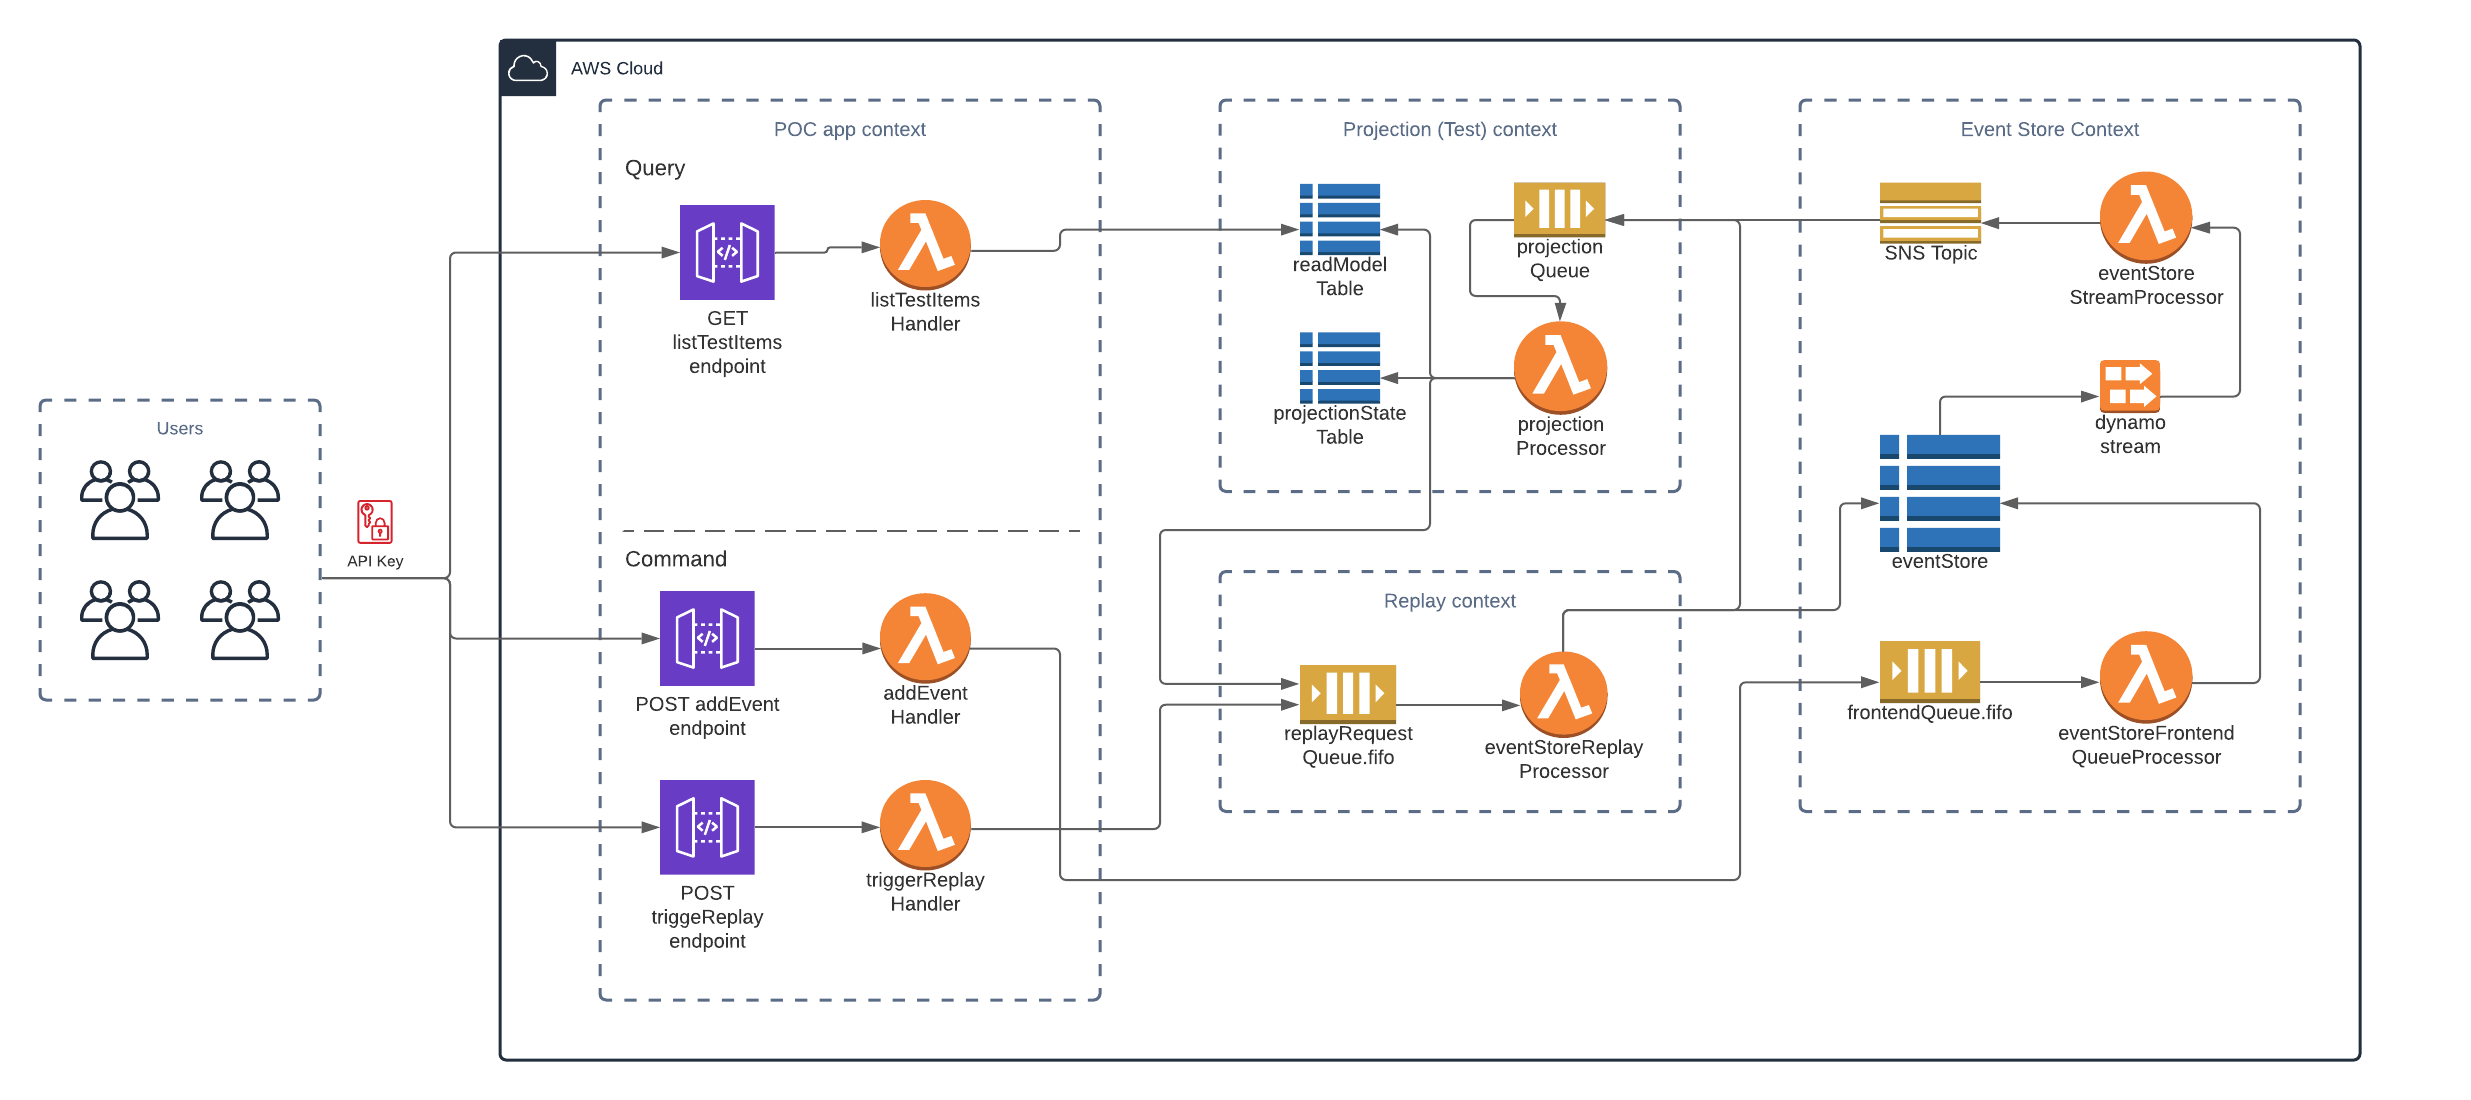 AWS Cloud
POC app context
Query
GET
listTestItems
endpoint
listTestItems
Handler
Command
POST addEvent
endpoint
addEvent
Handler
POST
triggeReplay
endpoint
triggerReplay
Handler
Users
API Key
Projection (Test) context
readModel
Table
projection
Queue
projectionState
Table
projection
Processor
Replay context
replayRequest
Queue.fifo
eventStoreReplay
Processor
Event Store Context
SNS Topic
eventStore
StreamProcessor
dynamo
stream
eventStore
frontendQueue.fifo
eventStoreFrontend
QueueProcessor